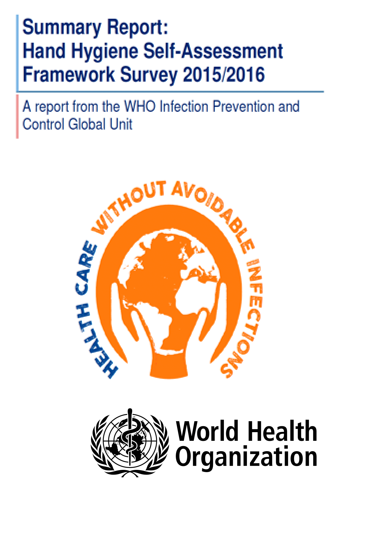 Summary Report:
Hand Hygiene Self-Assessment
Framework Survey 2015/2016
A report from the WHO Infection Prevention and
Control Global Unit
HEALTH CARE WITHOUT AVOIDABLE INFECTIONS
World Health
Organization